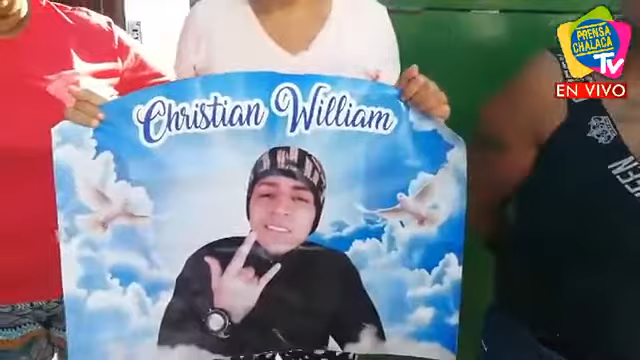 PRENSA
CHALACA
TV
EN VIVO
Christian William